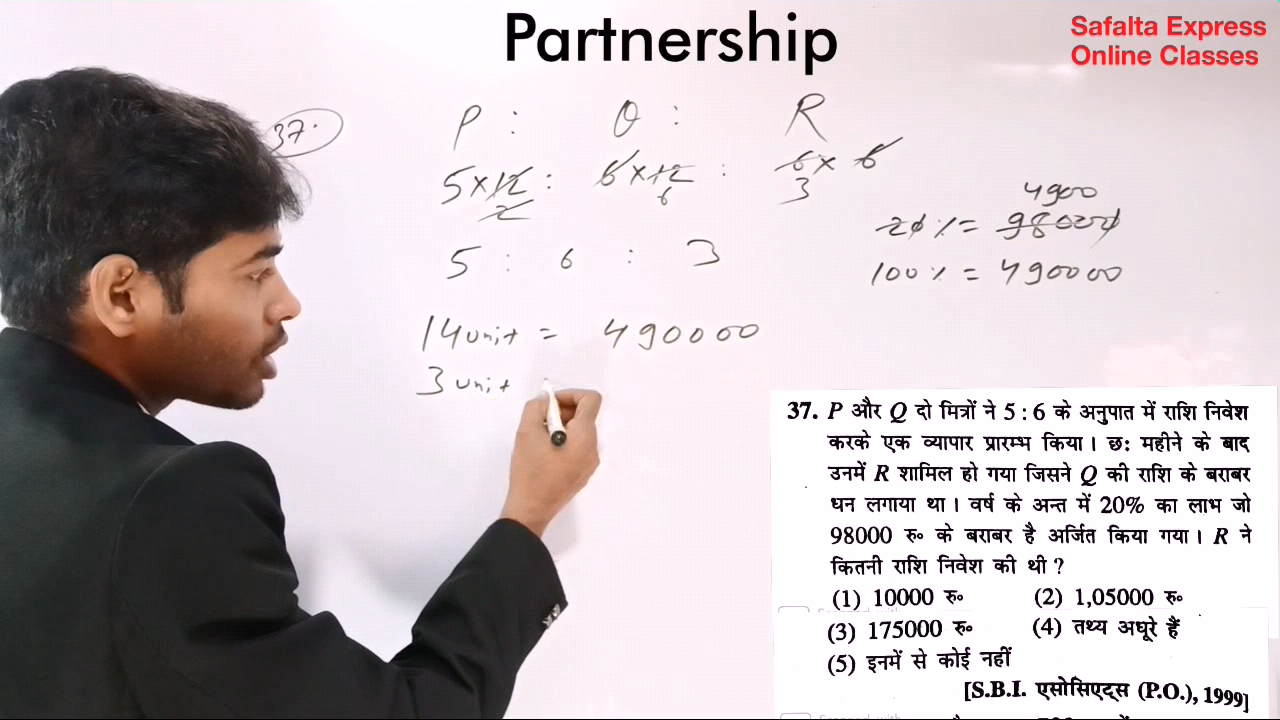 Partnership
Safalta Express
Online Classes
37.
P : Q : R
5×12 : 6×12 : 6× 6
2 6 3
5 : 6 : 3
4900
20 % = 98000
100 % = 490000
14 unit = 490000
3 unit
37. P और Q दो मित्रों ने 5 : 6 के अनुपात में राशि निवेश
करके एक व्यापार प्रारम्भ किया। छः महीने के बाद
उनमें R शामिल हो गया जिसने Q की राशि के बराबर
धन लगाया था। वर्ष के अन्त में 20% का लाभ जो
98000 रु० के बराबर है अर्जित किया गया। R ने
कितनी राशि निवेश की थी ?
(1) 10000 रु० (2) 1,05000 रु०
(3) 175000 रु० (4) तथ्य अधूरे हैं
(5) इनमें से कोई नहीं
[S.B.I. एसोसिएट्स (P.O.), 1999]